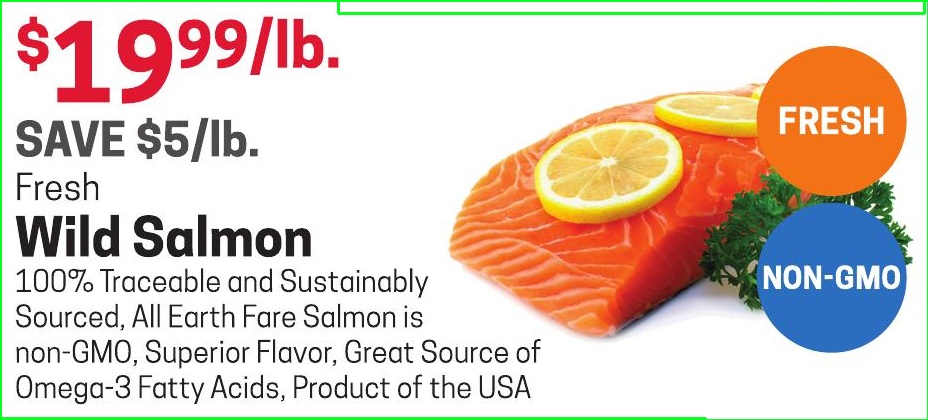 $19 99/lb.
SAVE $5/lb.
Fresh
Wild Salmon
100% Traceable and Sustainably
Sourced, All Earth Fare Salmon is
non-GMO, Superior Flavor, Great Source of
Omega-3 Fatty Acids, Product of the USA
FRESH
NON-GMO